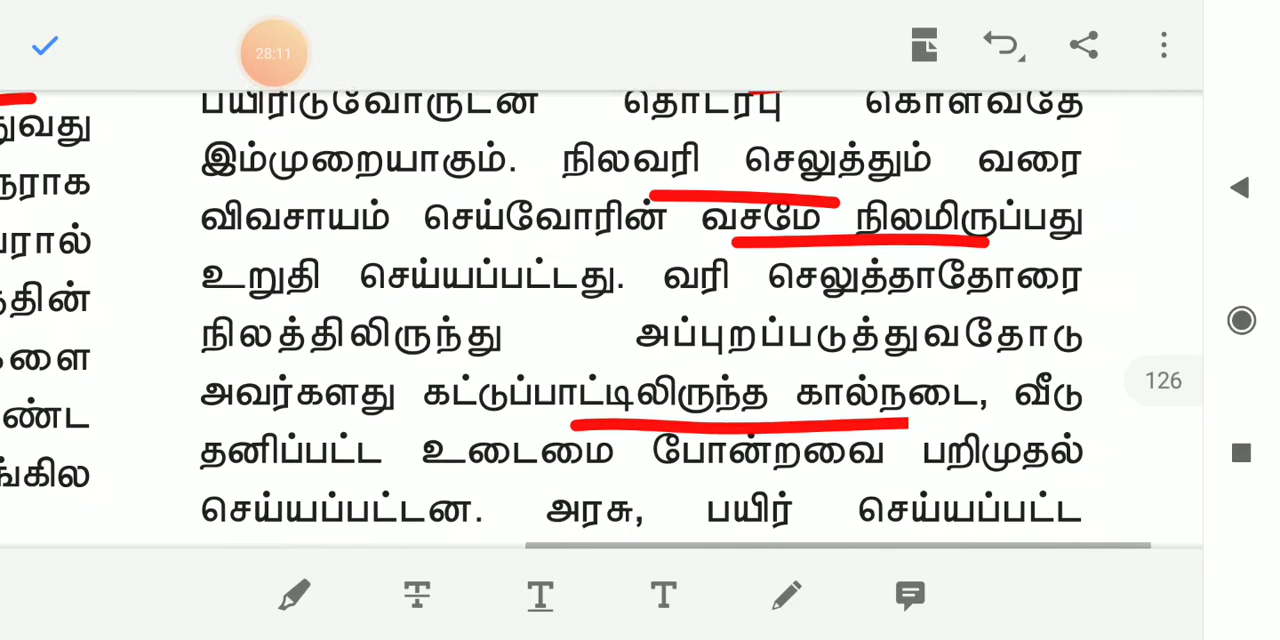 28:11
துவது
நேராக
ரால்
தின்
களை
ண்ட
ங்கில
பயிரிடுவோருடன் தொடர்பு கொள்வதே
இம்முறையாகும். நிலவரி செலுத்தும் வரை
விவசாயம் செய்வோரின் வசமே நிலமிருப்பது
உறுதி செய்யப்பட்டது. வரி செலுத்தாதோரை
நிலத்திலிருந்து அப்புறப்படுத்துவதோடு
அவர்களது கட்டுப்பாட்டிலிருந்த கால்நடை, வீடு
தனிப்பட்ட உடைமை போன்றவை பறிமுதல்
செய்யப்பட்டன. அரசு, பயிர் செய்யப்பட்ட
126